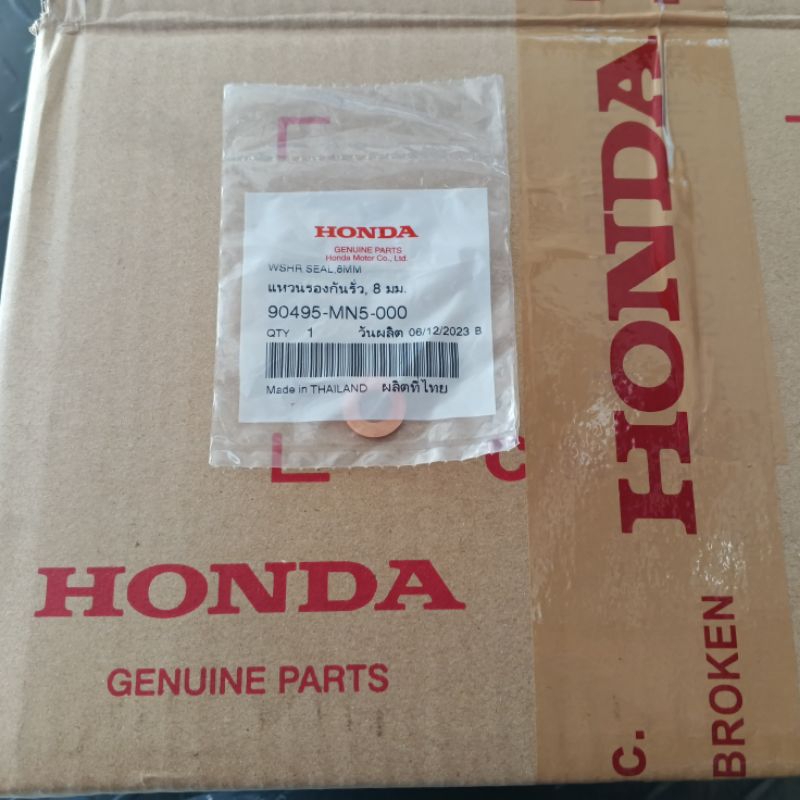 HONDA
GENUINE PARTS
Honda Motor Co., Ltd.
WSHR SEAL,8MM
แหวนรองกันรั่ว, 8 มม.
90495-MN5-000
QTY 1 วันผลิต 06/12/2023 B
Made in THAILAND ผลิตที่ไทย
HONDA
GENUINE PARTS
HONDA
C.
BROKEN